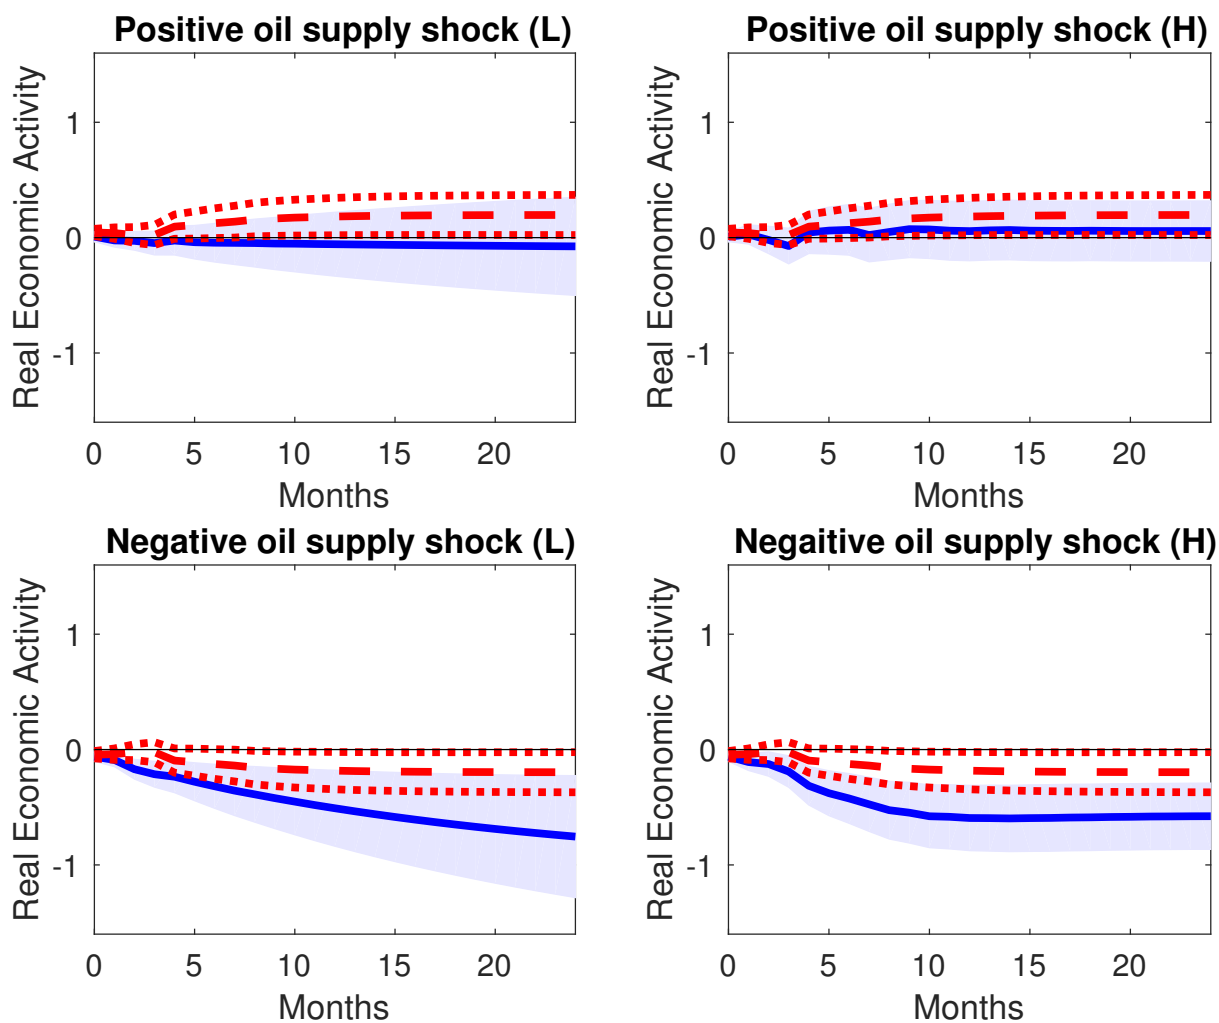 Positive oil supply shock (L)
Real Economic Activity
1
0
-1
0 5 10 15 20
Months
Positive oil supply shock (H)
Real Economic Activity
1
0
-1
0 5 10 15 20
Months
Negative oil supply shock (L)
Real Economic Activity
1
0
-1
0 5 10 15 20
Months
Negaitive oil supply shock (H)
Real Economic Activity
1
0
-1
0 5 10 15 20
Months